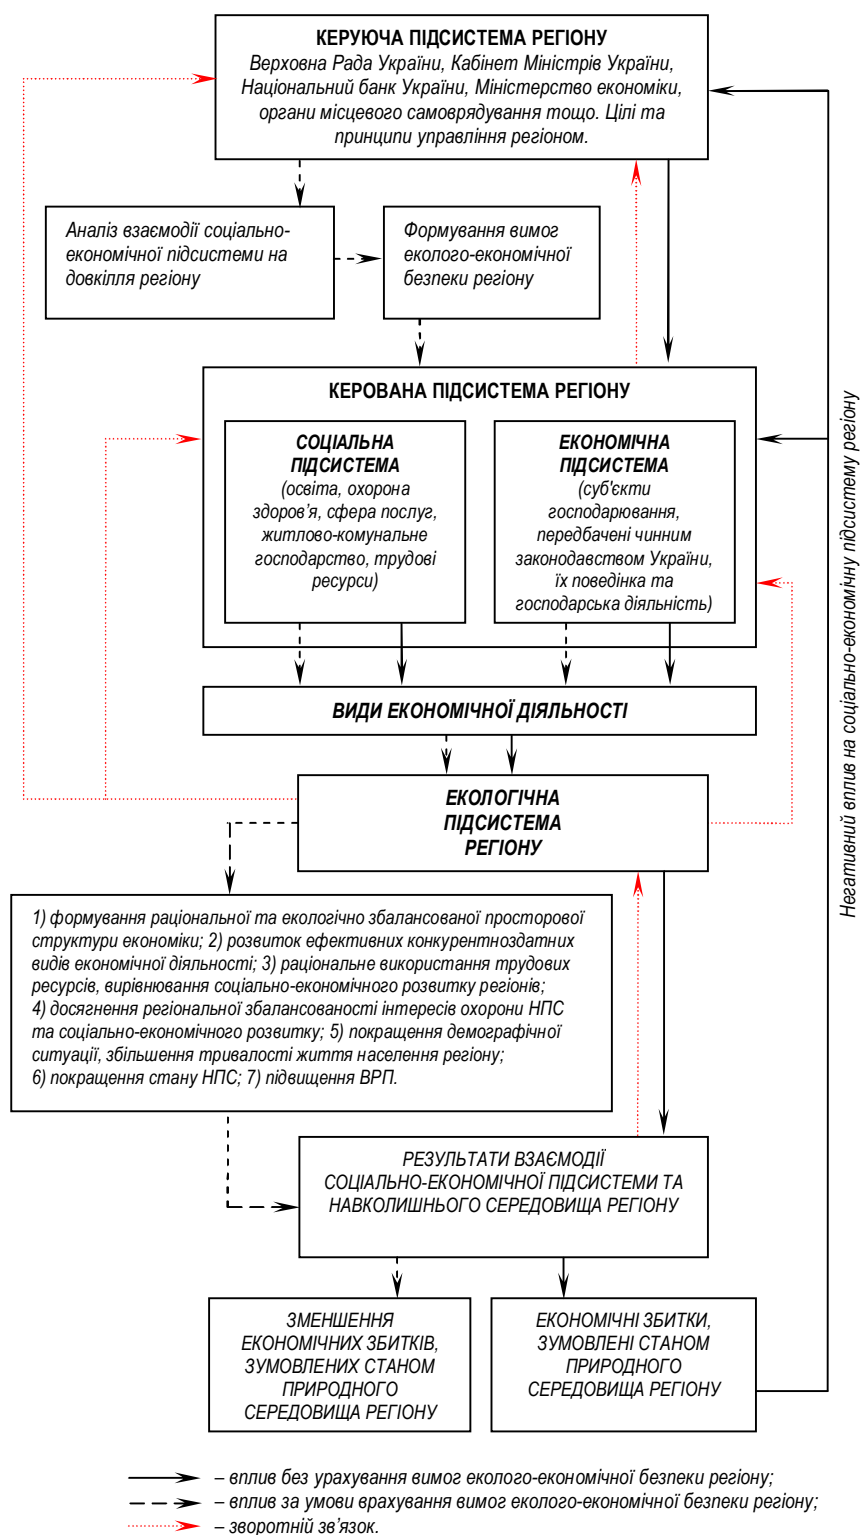 КЕРУЮЧА ПІДСИСТЕМА РЕГІОНУ
Верховна Рада України, Кабінет Міністрів України,
Національний банк України, Міністерство економіки,
органи місцевого самоврядування тощо. Цілі та
принципи управління регіоном.
Аналіз взаємодії соціально-
економічної підсистеми на
довкілля регіону
Формування вимог
еколого-економічної
безпеки регіону
КЕРОВАНА ПІДСИСТЕМА РЕГІОНУ
СОЦІАЛЬНА
ПІДСИСТЕМА
(освіта, охорона
здоров’я, сфера послуг,
житлово-комунальне
господарство, трудові
ресурси)
ЕКОНОМІЧНА
ПІДСИСТЕМА
(суб'єкти
господарювання,
передбачені чинним
законодавством України,
їх поведінка та
господарська діяльність)
ВИДИ ЕКОНОМІЧНОЇ ДІЯЛЬНОСТІ
ЕКОЛОГІЧНА
ПІДСИСТЕМА
РЕГІОНУ
Негативний вплив на соціально-економічну підсистему регіону
1) формування раціональної та екологічно збалансованої просторової
структури економіки; 2) розвиток ефективних конкурентноздатних
видів економічної діяльності; 3) раціональне використання трудових
ресурсів, вирівнювання соціально-економічного розвитку регіонів;
4) досягнення регіональної збалансованості інтересів охорони НПС
та соціально-економічного розвитку; 5) покращення демографічної
ситуації, збільшення тривалості життя населення регіону;
6) покращення стану НПС; 7) підвищення ВРП.
РЕЗУЛЬТАТИ ВЗАЄМОДІЇ
СОЦІАЛЬНО-ЕКОНОМІЧНОЇ ПІДСИСТЕМИ ТА
НАВКОЛИШНЬОГО СЕРЕДОВИЩА РЕГІОНУ
ЗМЕНШЕННЯ
ЕКОНОМІЧНИХ ЗБИТКІВ,
ЗУМОВЛЕНИХ СТАНОМ
ПРИРОДНОГО
СЕРЕДОВИЩА РЕГІОНУ
ЕКОНОМІЧНІ ЗБИТКИ,
ЗУМОВЛЕНІ СТАНОМ
ПРИРОДНОГО
СЕРЕДОВИЩА РЕГІОНУ
– вплив без урахування вимог еколого-економічної безпеки регіону;
– вплив за умови врахування вимог еколого-економічної безпеки регіону;
– зворотній зв’язок.